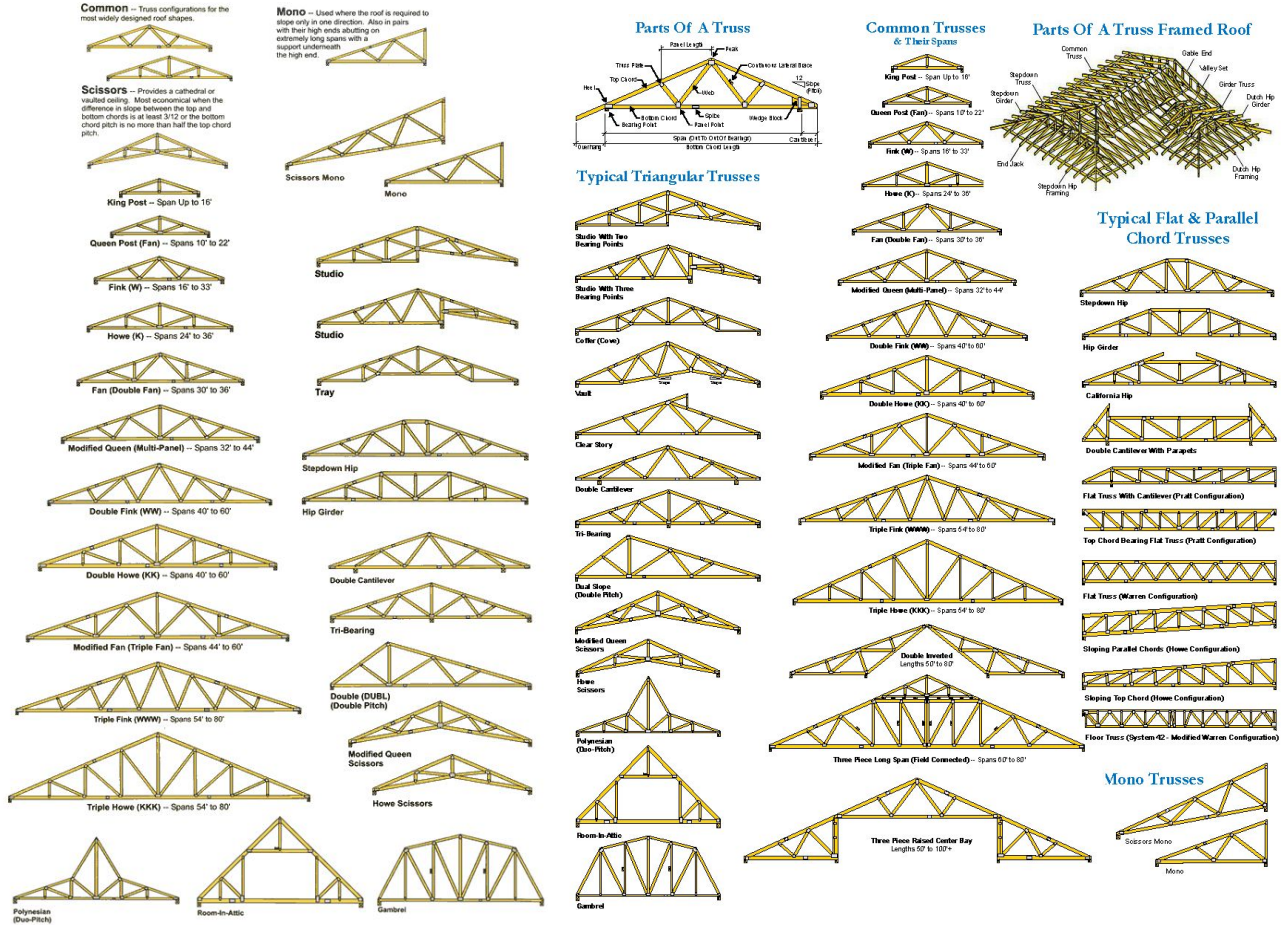 Common -- Truss configurations for the
most widely designed roof shapes.
Scissors -- Provides a cathedral or
vaulted ceiling. Most economical when the
difference in slope between the top and
bottom chords is at least 3/12 or the bottom
chord pitch is no more than half the top chord
pitch.
King Post -- Span Up to 16'
Queen Post (Fan) -- Spans 10' to 22'
Fink (W) -- Spans 16' to 33'
Howe (K) -- Spans 24' to 36'
Fan (Double Fan) -- Spans 30' to 36'
Modified Queen (Multi-Panel) -- Spans 32' to 44'
Double Fink (WW) -- Spans 40' to 60'
Double Howe (KK) -- Spans 40' to 60'
Modified Fan (Triple Fan) -- Spans 44' to 60'
Triple Fink (WWW) -- Spans 54' to 80'
Triple Howe (KKK) -- Spans 54' to 80'
Polynesian
(Duo-Pitch)
Room-In-Attic
Gambrel
Mono -- Used where the roof is required to
slope only in one direction. Also in pairs
with their high ends abutting on
extremely long spans with a
support underneath
the high end.
Scissors Mono
Mono
Studio
Studio
Tray
Stepdown Hip
Hip Girder
Double Cantilever
Tri-Bearing
Double (DUBL)
(Double Pitch)
Modified Queen
Scissors
Howe Scissors
Parts Of A Truss
Panel Length
Peak
Truss Plate
Continuous Lateral Brace
Top Chord
12
Slope
(Pitch)
Heel
Web
Bottom Chord
Splice
Wedge Block
Bearing Point
Panel Point
Span (Out To Out Of Bearings)
Cantilever
Overhang
Bottom Chord Length
Typical Triangular Trusses
Studio With Two
Bearing Points
Studio With Three
Bearing Points
Coffer (Cove)
Vault
Clear Story
Double Cantilever
Tri-Bearing
Dual Slope
(Double Pitch)
Modified Queen
Scissors
Howe
Scissors
Polynesian
(Duo-Pitch)
Room-In-Attic
Gambrel
Common Trusses
& Their Spans
King Post -- Span Up to 16'
Queen Post (Fan) -- Spans 10' to 22'
Fink (W) -- Spans 16' to 33'
Howe (K) -- Spans 24' to 36'
Fan (Double Fan) -- Spans 30' to 36'
Modified Queen (Multi-Panel) -- Spans 32' to 44'
Double Fink (WW) -- Spans 40' to 60'
Double Howe (KK) -- Spans 40' to 60'
Modified Fan (Triple Fan) -- Spans 44' to 60'
Triple Fink (WWW) -- Spans 54' to 80'
Triple Howe (KKK) -- Spans 54' to 80'
Double Inverted
Lengths 50' to 80'
Three Piece Long Span (Field Connected) -- Spans 60' to 80'
Three Piece Raised Center Bay
Lengths 50' to 100'+
Parts Of A Truss Framed Roof
Common
Truss
Gable End
Valley Set
Stepdown
Truss
Girder Truss
Stepdown
Girder
Dutch Hip
Girder
End Jack
Dutch Hip
Framing
Stepdown Hip
Framing
Typical Flat & Parallel
Chord Trusses
Stepdown Hip
Hip Girder
California Hip
Double Cantilever With Parapets
Flat Truss With Cantilever (Pratt Configuration)
Top Chord Bearing Flat Truss (Pratt Configuration)
Flat Truss (Warren Configuration)
Sloping Parallel Chords (Howe Configuration)
Sloping Top Chord (Howe Configuration)
Floor Truss (System 42 - Modified Warren Configuration)
Mono Trusses
Scissors Mono
Mono